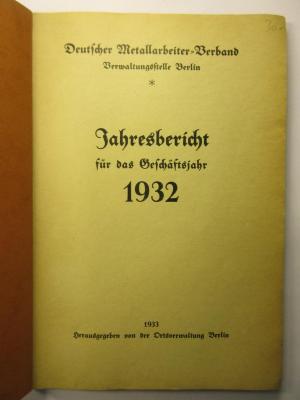 Deutscher Metallarbeiter-Verband
Verwaltungsstelle Berlin
*
Jahresbericht
für das Geschäftsjahr
1932
1933
Herausgegeben von der Ortsverwaltung Berlin